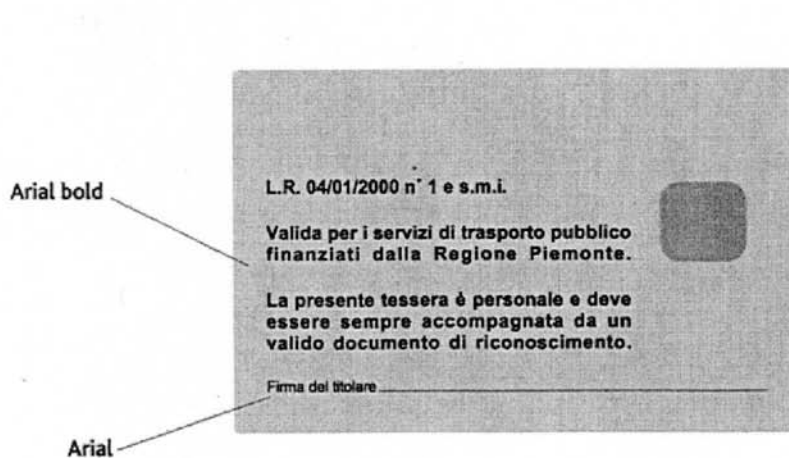 L.R. 04/01/2000 n° 1 e s.m.i.
Arial bold
Valida per i servizi di trasporto pubblico
finanziati dalla Regione Piemonte.
La presente tessera è personale e deve
essere sempre accompagnata da un
valido documento di riconoscimento.
Firma del titolare
Arial